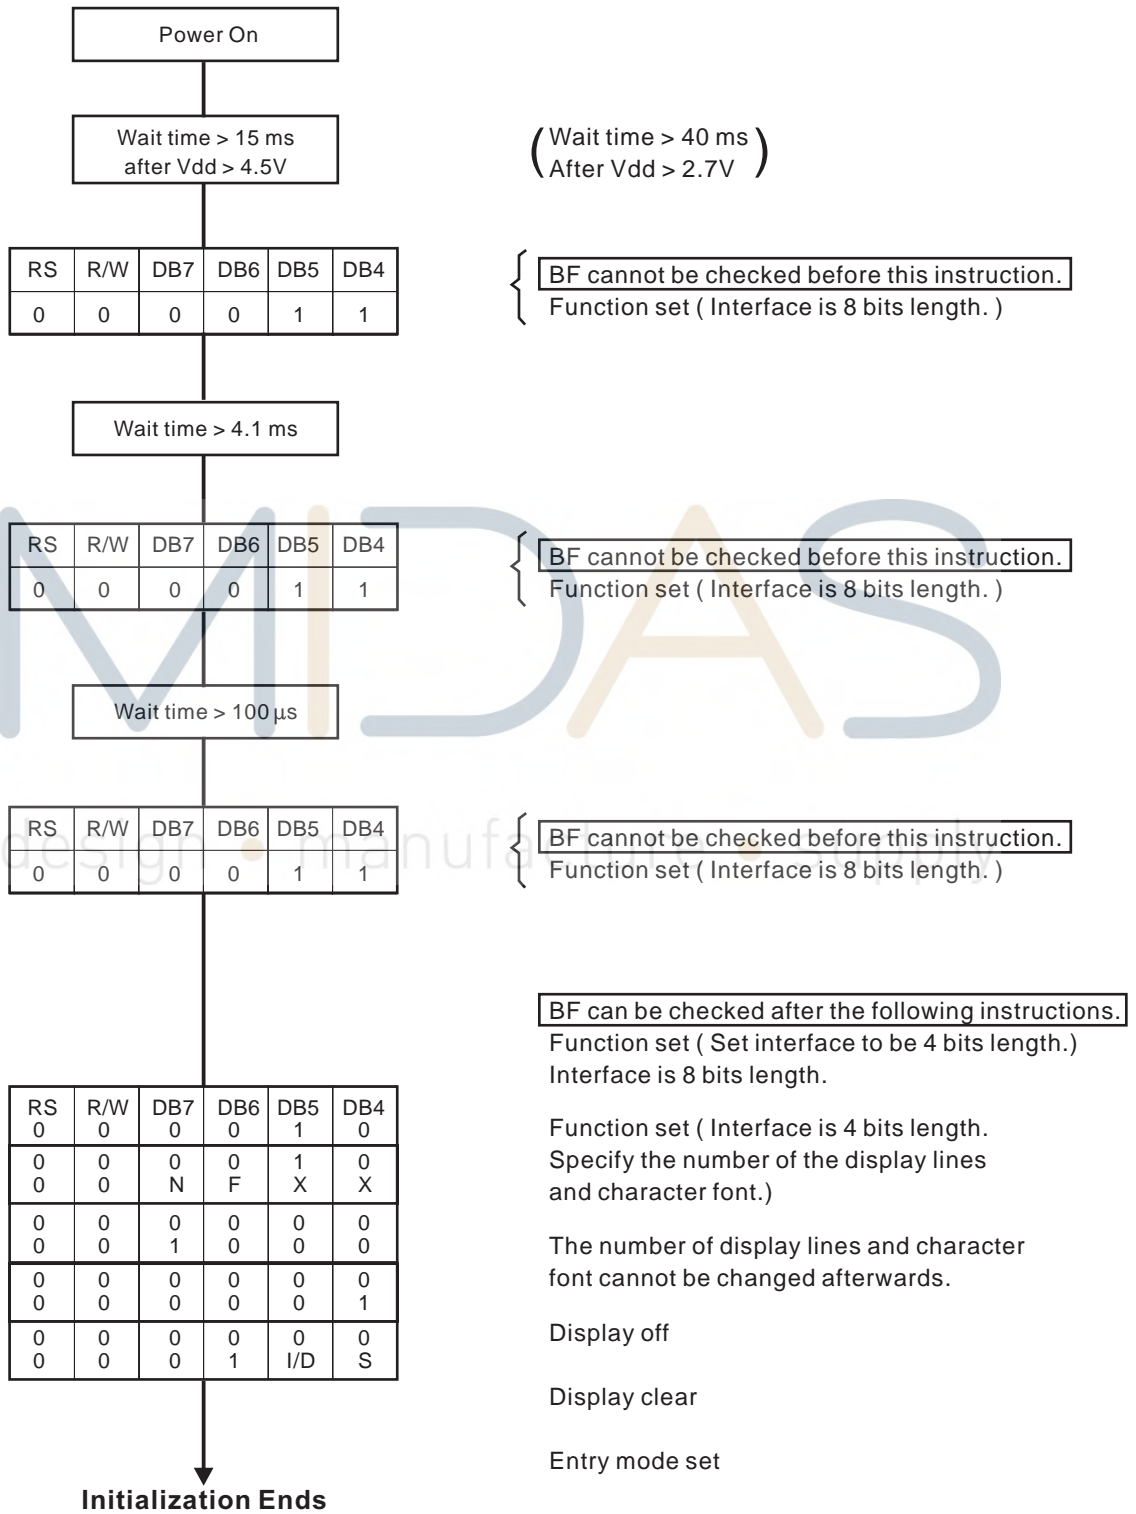 Power On
Wait time > 15 ms
after Vdd > 4.5V
(Wait time > 40 ms
After Vdd > 2.7V)
RS R/W DB7 DB6 DB5 DB4
0 0 0 0 1 1
BF cannot be checked before this instruction.
Function set ( Interface is 8 bits length. )
Wait time > 4.1 ms
RS R/W DB7 DB6 DB5 DB4
0 0 0 0 1 1
BF cannot be checked before this instruction.
Function set ( Interface is 8 bits length. )
MIDAS
Wait time > 100 µs
RS R/W DB7 DB6 DB5 DB4
0 0 0 0 1 1
BF cannot be checked before this instruction.
Function set ( Interface is 8 bits length. )
design • manufacture • supply
RS R/W DB7 DB6 DB5 DB4
0 0 0 0 1 0
0 0 0 0 1 0
0 0 N F X X
0 0 0 0 0 0
0 0 1 0 0 0
0 0 0 0 0 0
0 0 0 0 0 1
0 0 0 0 0 0
0 0 0 1 I/D S
BF can be checked after the following instructions.
Function set ( Set interface to be 4 bits length.)
Interface is 8 bits length.
Function set ( Interface is 4 bits length.
Specify the number of the display lines
and character font.)
The number of display lines and character
font cannot be changed afterwards.
Display off
Display clear
Entry mode set
Initialization Ends